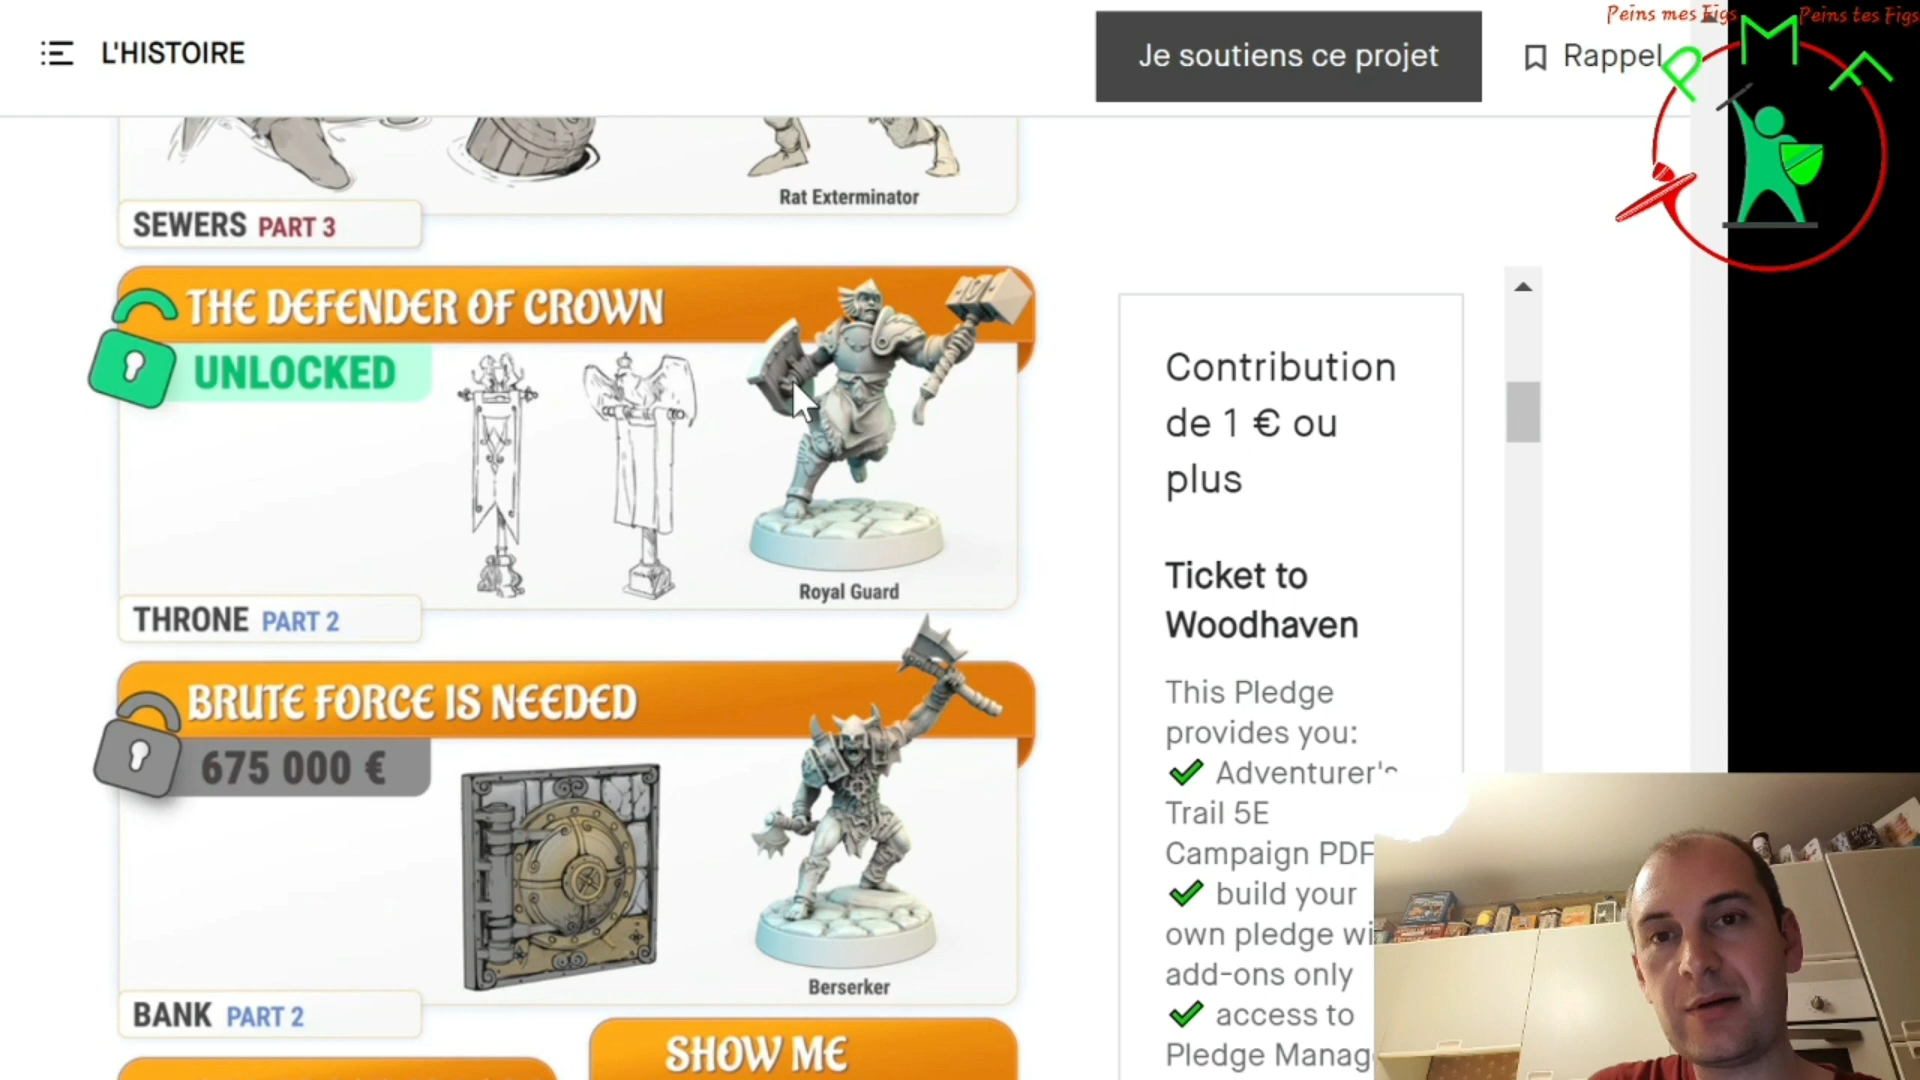 L'HISTOIRE
Je soutiens ce projet
Rappel
Peins mes Figs
Peins tes Figs
P M F
Rat Exterminator
SEWERS PART 3
THE DEFENDER OF CROWN
UNLOCKED
Royal Guard
THRONE PART 2
BRUTE FORCE IS NEEDED
675 000 €
Berserker
BANK PART 2
SHOW ME
Contribution
de 1 € ou
plus
Ticket to
Woodhaven
This Pledge
provides you:
Adventurer's
Trail 5E
Campaign PDF
build your
own pledge wi
add-ons only
access to
Pledge Manag